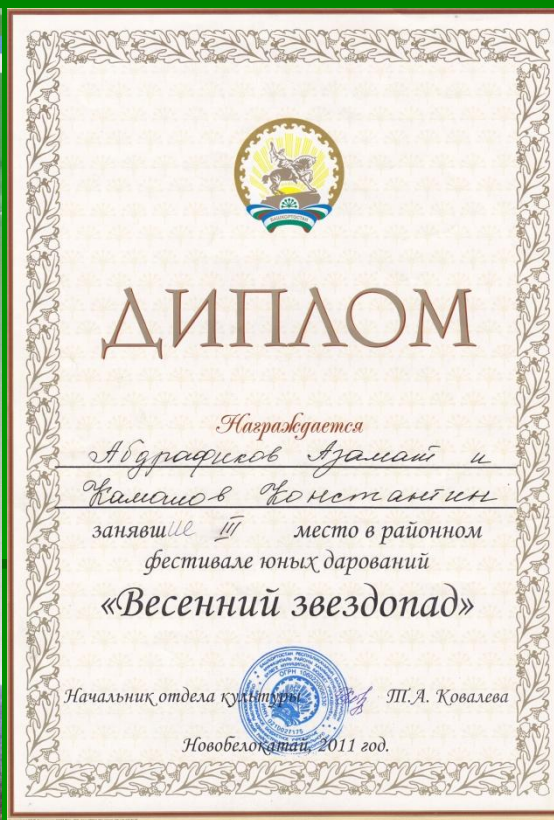 БАШКОРТОСТАН
ДИПЛОМ
Награждается
Абдрафиков Азамат и
Камалов Константин
занявшие III место в районном
фестивале юных дарований
«Весенний звездопад»
Начальник отдела культуры Т.А. Ковалева
Новобелокатай, 2011 год.